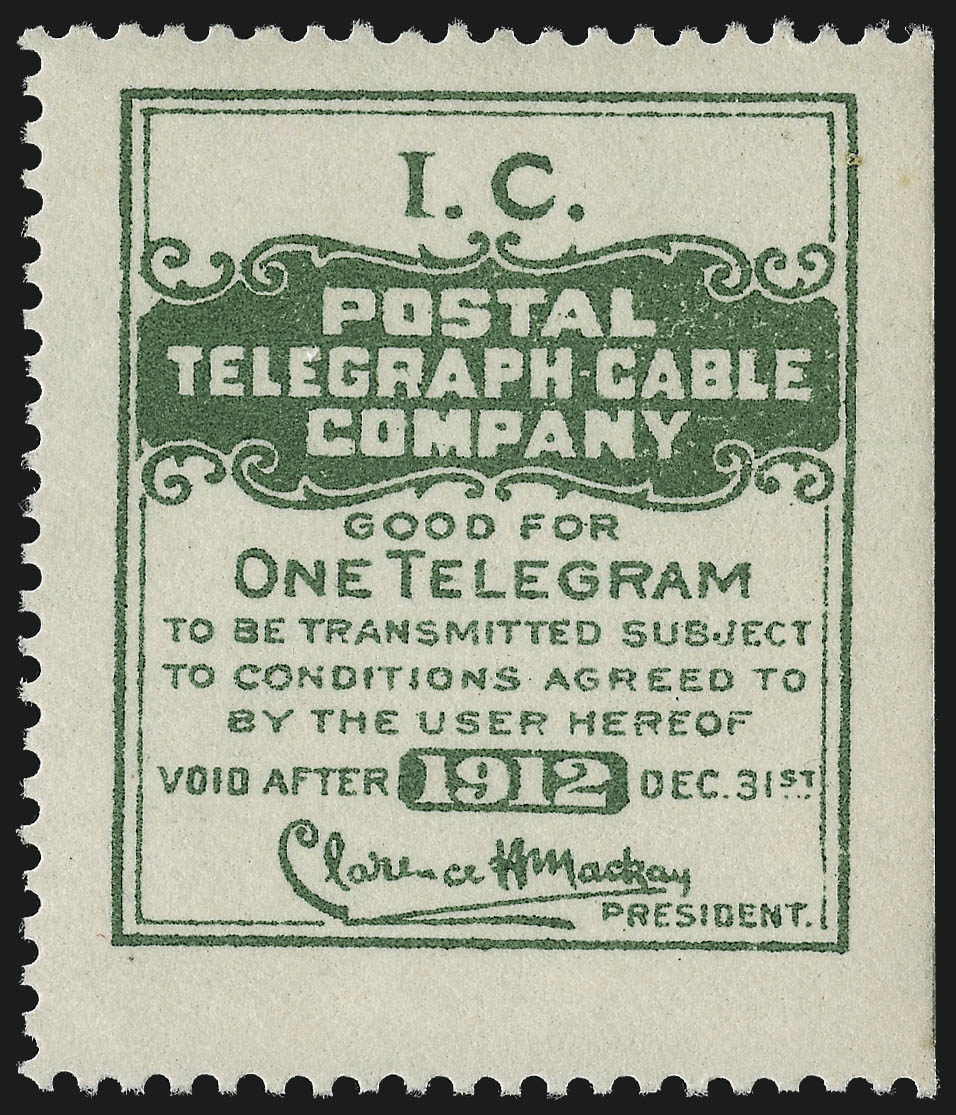 I. C.
POSTAL
TELEGRAPH-CABLE
COMPANY
GOOD FOR
ONE TELEGRAM
TO BE TRANSMITTED SUBJECT
TO CONDITIONS AGREED TO
BY THE USER HEREOF
VOID AFTER 1912 DEC. 31ST
Clarence H Mackay
PRESIDENT.